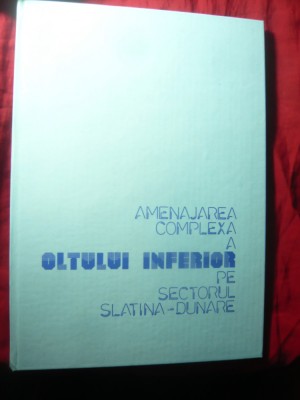 AMENAJAREA
COMPLEXA
A
OLTULUI INFERIOR
PE
SECTORUL
SLATINA-DUNARE